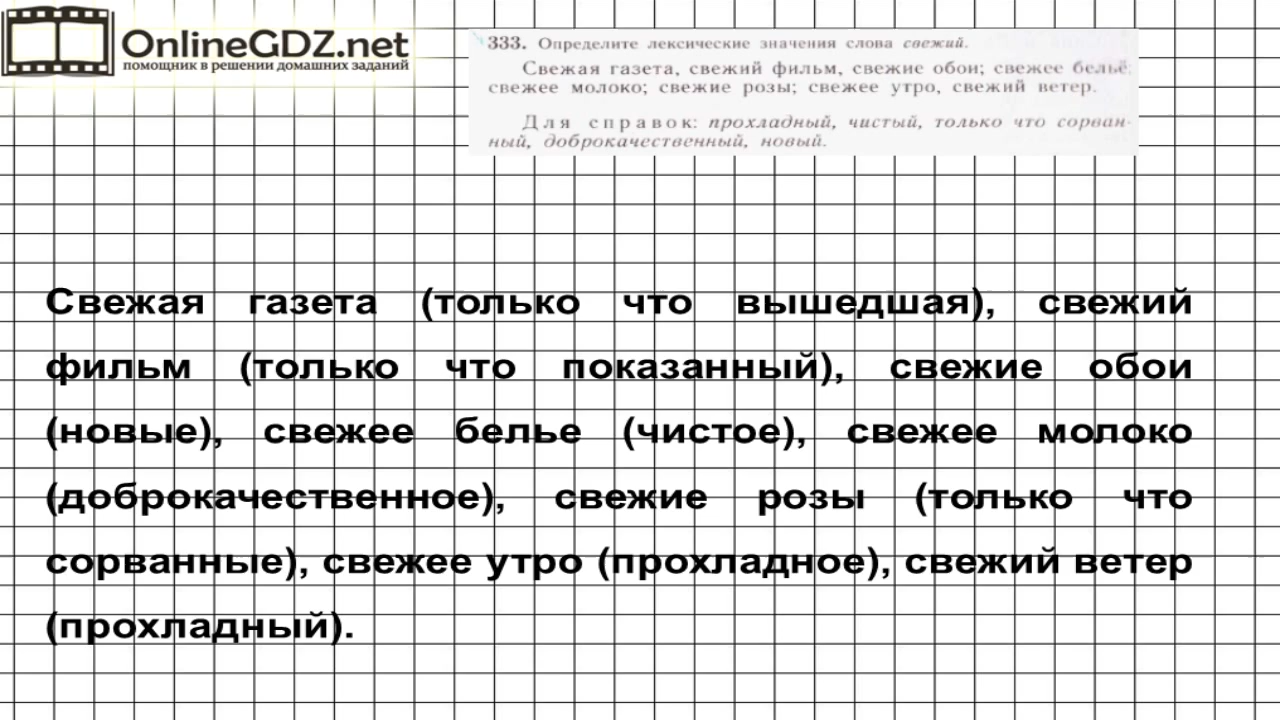 OnlineGDZ.net
помощник в решении домашних заданий
333. Определите лексические значения слова свежий.
Свежая газета, свежий фильм, свежие обои; свежее бельё;
свежее молоко; свежие розы; свежее утро, свежий ветер.
Для справок: прохладный, чистый, только что сорван-
ный, доброкачественный, новый.
Свежая газета (только что вышедшая), свежий
фильм (только что показанный), свежие обои
(новые), свежее белье (чистое), свежее молоко
(доброкачественное), свежие розы (только что
сорванные), свежее утро (прохладное), свежий ветер
(прохладный).